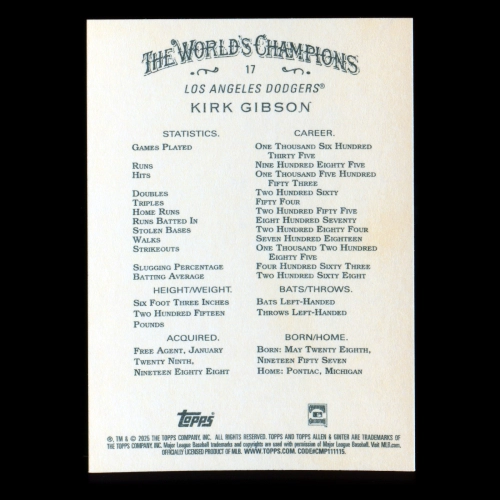 THE WORLD'S CHAMPIONS
17
LOS ANGELES DODGERS®
KIRK GIBSON
STATISTICS. CAREER.
GAMES PLAYED ONE THOUSAND SIX HUNDRED
THIRTY FIVE
RUNS NINE HUNDRED EIGHTY FIVE
HITS ONE THOUSAND FIVE HUNDRED
FIFTY THREE
DOUBLES TWO HUNDRED SIXTY
TRIPLES FIFTY FOUR
HOME RUNS TWO HUNDRED FIFTY FIVE
RUNS BATTED IN EIGHT HUNDRED SEVENTY
STOLEN BASES TWO HUNDRED EIGHTY FOUR
WALKS SEVEN HUNDRED EIGHTEEN
STRIKEOUTS ONE THOUSAND TWO HUNDRED
EIGHTY FIVE
SLUGGING PERCENTAGE FOUR HUNDRED SIXTY THREE
BATTING AVERAGE TWO HUNDRED SIXTY EIGHT
HEIGHT/WEIGHT. BATS/THROWS.
SIX FOOT THREE INCHES BATS LEFT-HANDED
TWO HUNDRED FIFTEEN THROWS LEFT-HANDED
POUNDS
ACQUIRED. BORN/HOME.
FREE AGENT, JANUARY BORN: MAY TWENTY EIGHTH,
TWENTY NINTH, NINETEEN FIFTY SEVEN
NINETEEN EIGHTY EIGHT HOME: PONTIAC, MICHIGAN
Topps
®, TM & © 2025 THE TOPPS COMPANY, INC. ALL RIGHTS RESERVED. TOPPS AND TOPPS ALLEN & GINTER ARE TRADEMARKS OF
THE TOPPS COMPANY, INC. Major League Baseball trademarks and copyrights are used with permission of Major League Baseball. Visit MLB.com.
OFFICIALLY LICENSED PRODUCT OF MLB. WWW.TOPPS.COM. CODE#CMP111115.